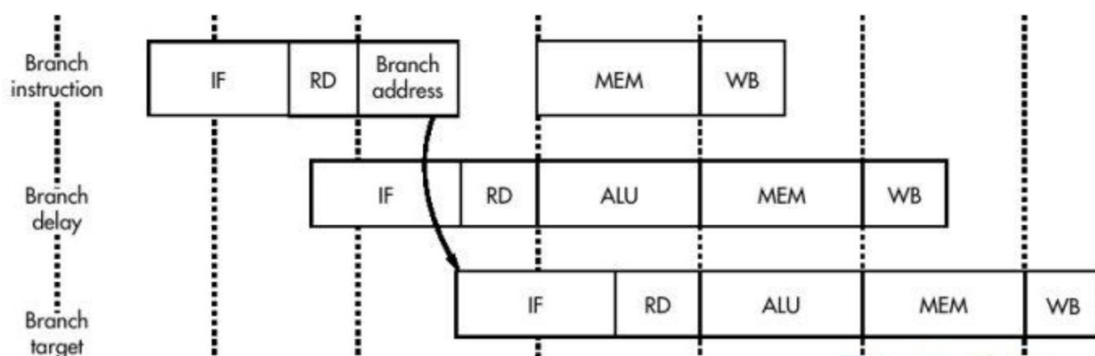 Branch
instruction
IF
RD
Branch
address
MEM
WB
Branch
delay
IF
RD
ALU
MEM
WB
Branch
target
IF
RD
ALU
MEM
WB